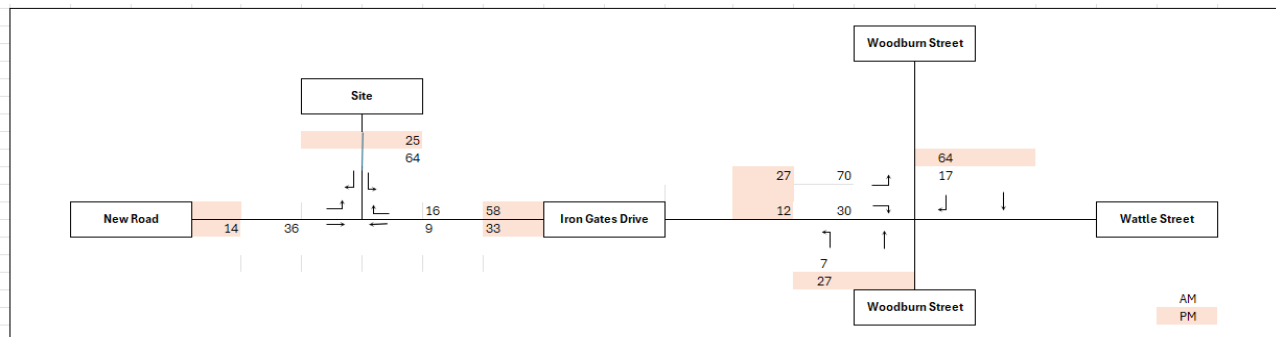 Woodburn Street
Site
25
64
64
27 70 17
New Road 16 58 Iron Gates Drive 12 30 Wattle Street
14 36 9 33
7
27
Woodburn Street
AM
PM